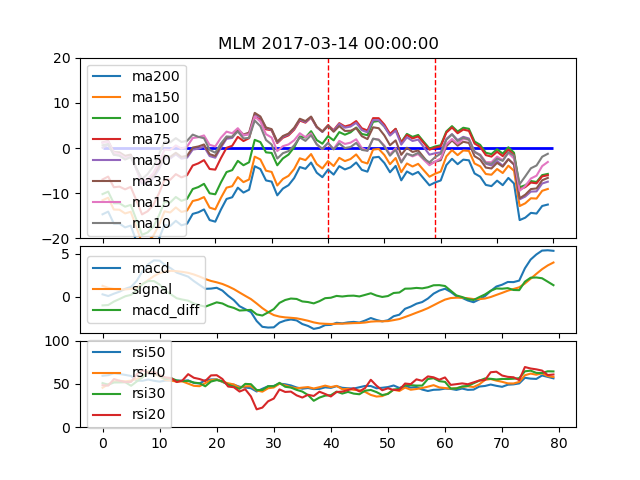 MLM 2017-03-14 00:00:00
20
10
0
−10
−20
ma200
ma150
ma100
ma75
ma50
ma35
ma15
ma10
5
0
macd
signal
macd_diff
100
50
0
rsi50
rsi40
rsi30
rsi20
0 10 20 30 40 50 60 70 80